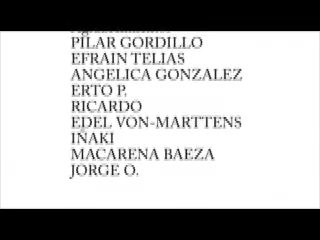 PILAR GORDILLO
EFRAIN TELIAS
ANGELICA GONZALEZ
ERTO P.
RICARDO
EDEL VON-MARTTENS
IÑAKI
MACARENA BAEZA
JORGE O.